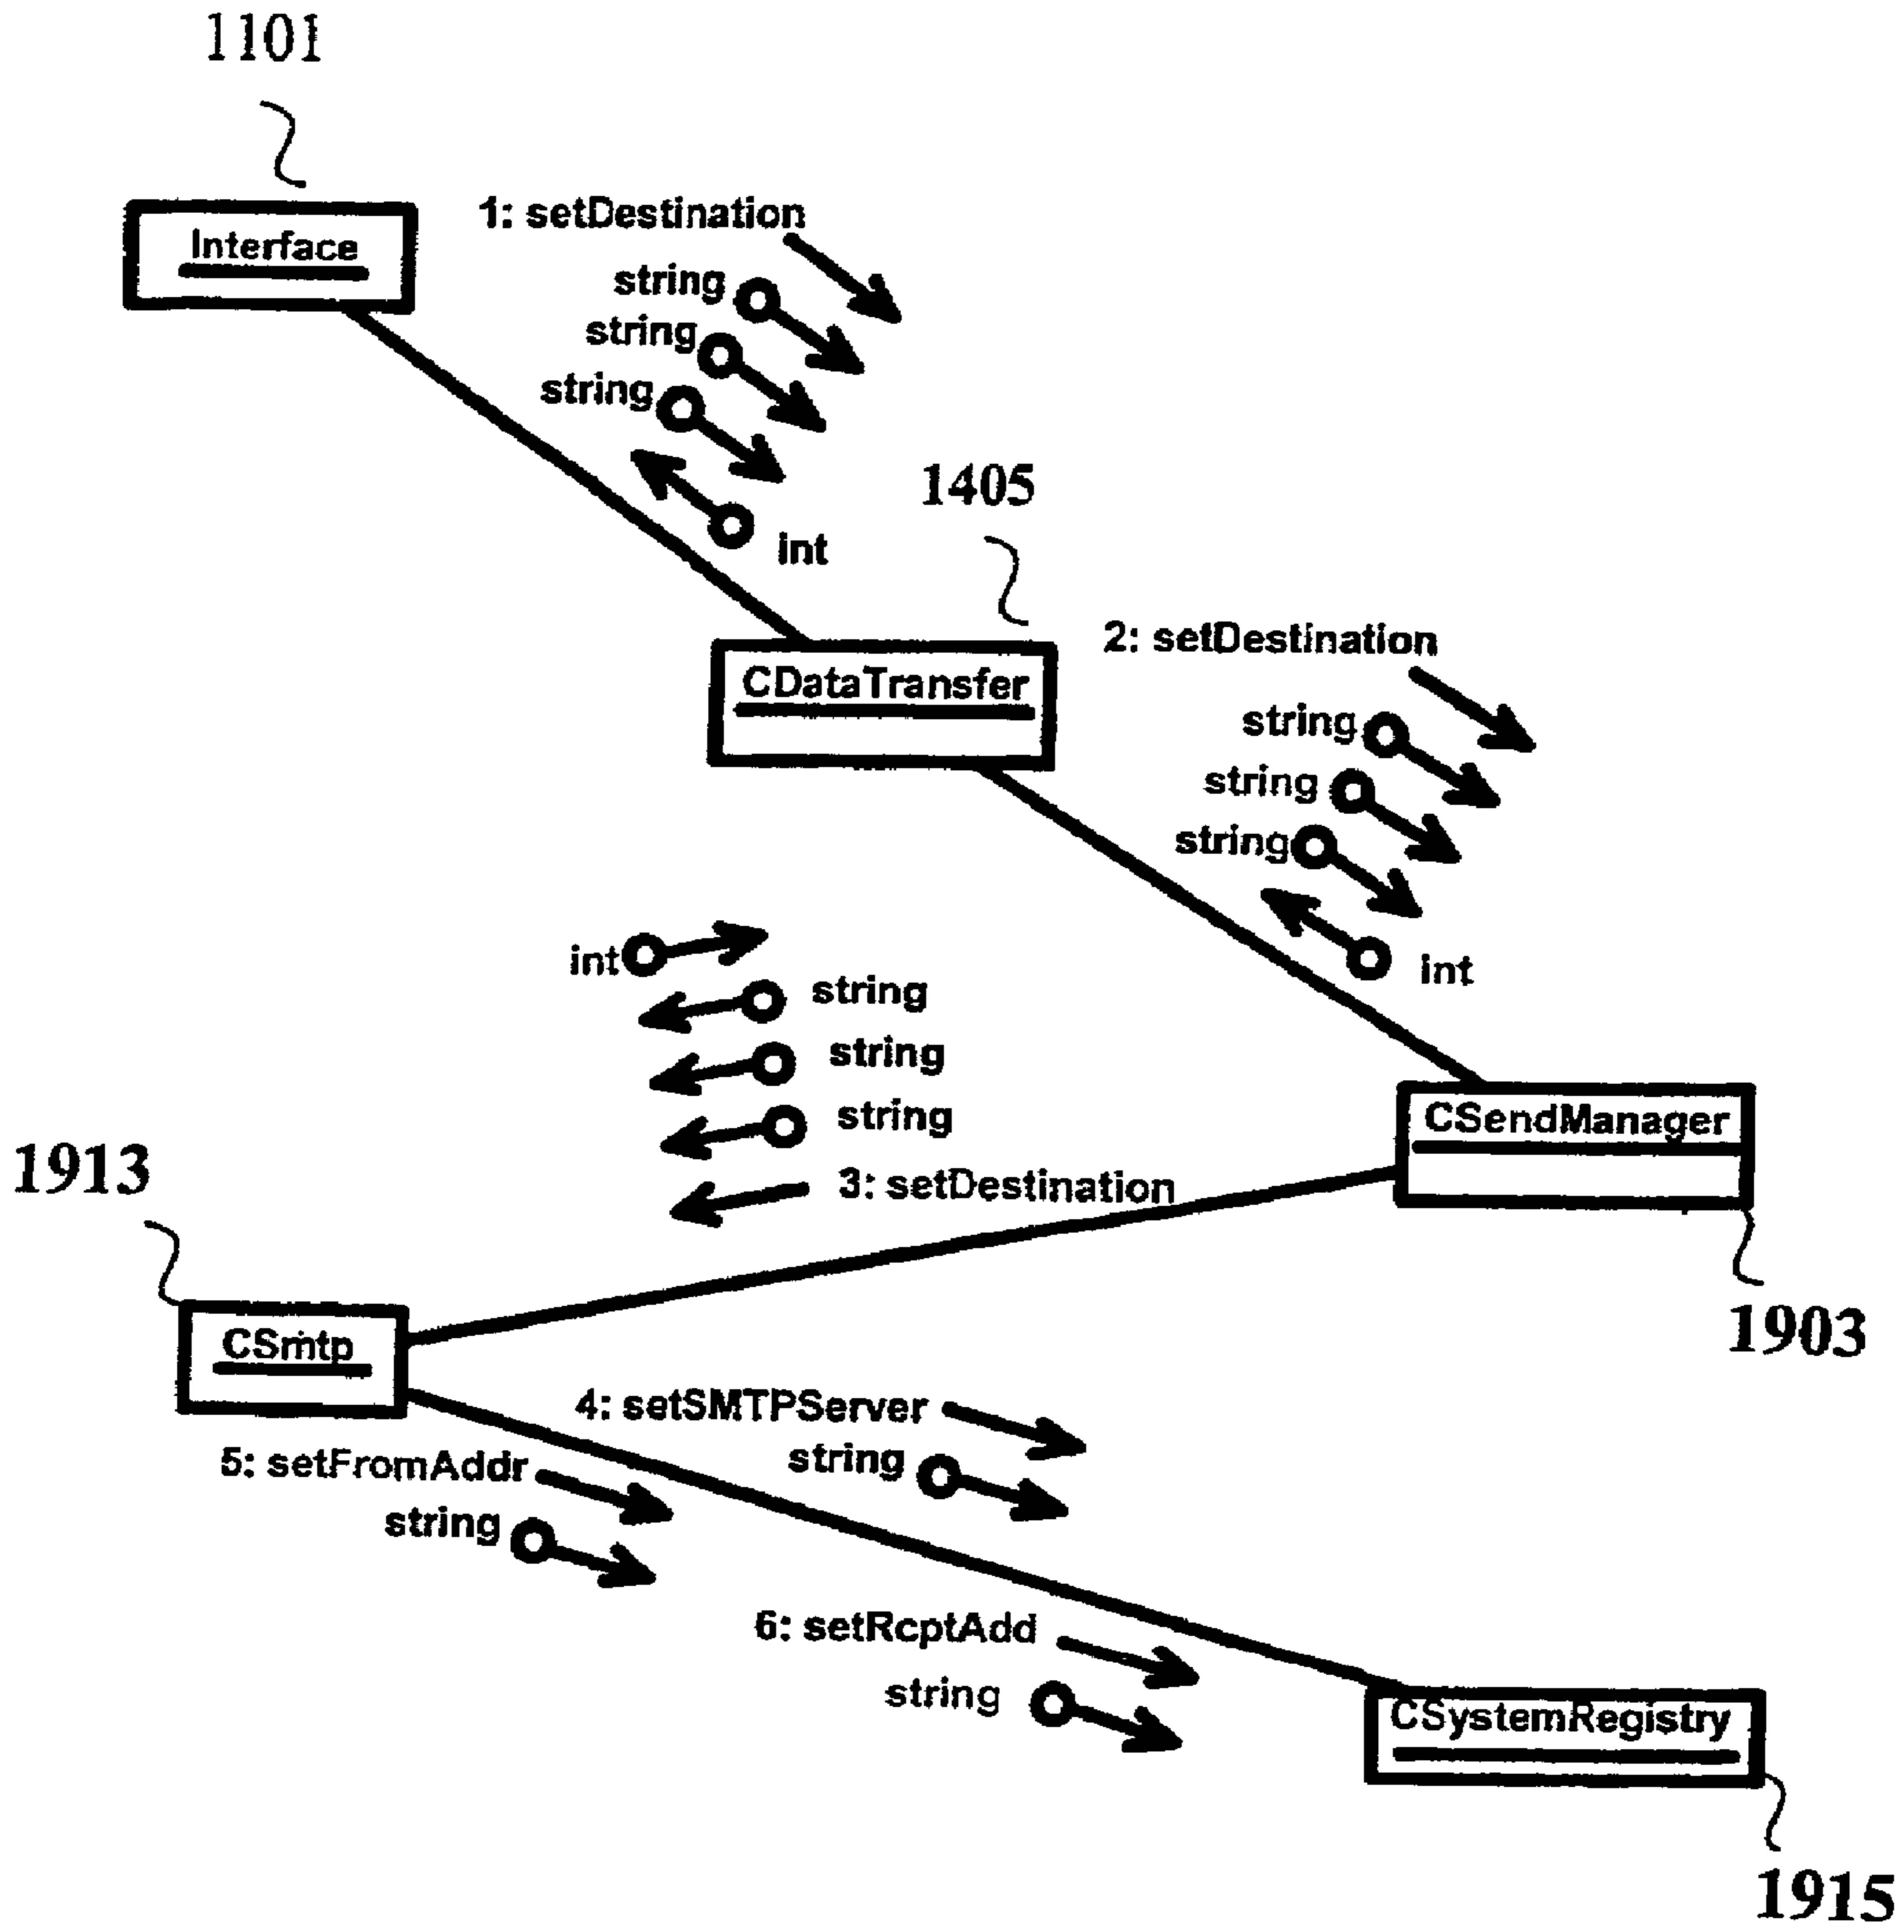 1101
Interface
1: setDestination
string
string
string
int
1405
CDataTransfer
2: setDestination
string
string
string
int
int
string
string
string
3: setDestination
CSendManager
1903
1913
CSmtp
4: setSMTPServer
string
5: setFromAddr
string
6: setRcptAdd
string
CSystemRegistry
1915